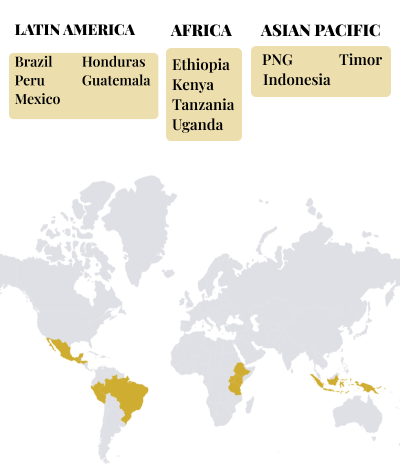 LATIN AMERICA
Brazil Honduras
Peru Guatemala
Mexico
AFRICA
Ethiopia
Kenya
Tanzania
Uganda
ASIAN PACIFIC
PNG Timor
Indonesia